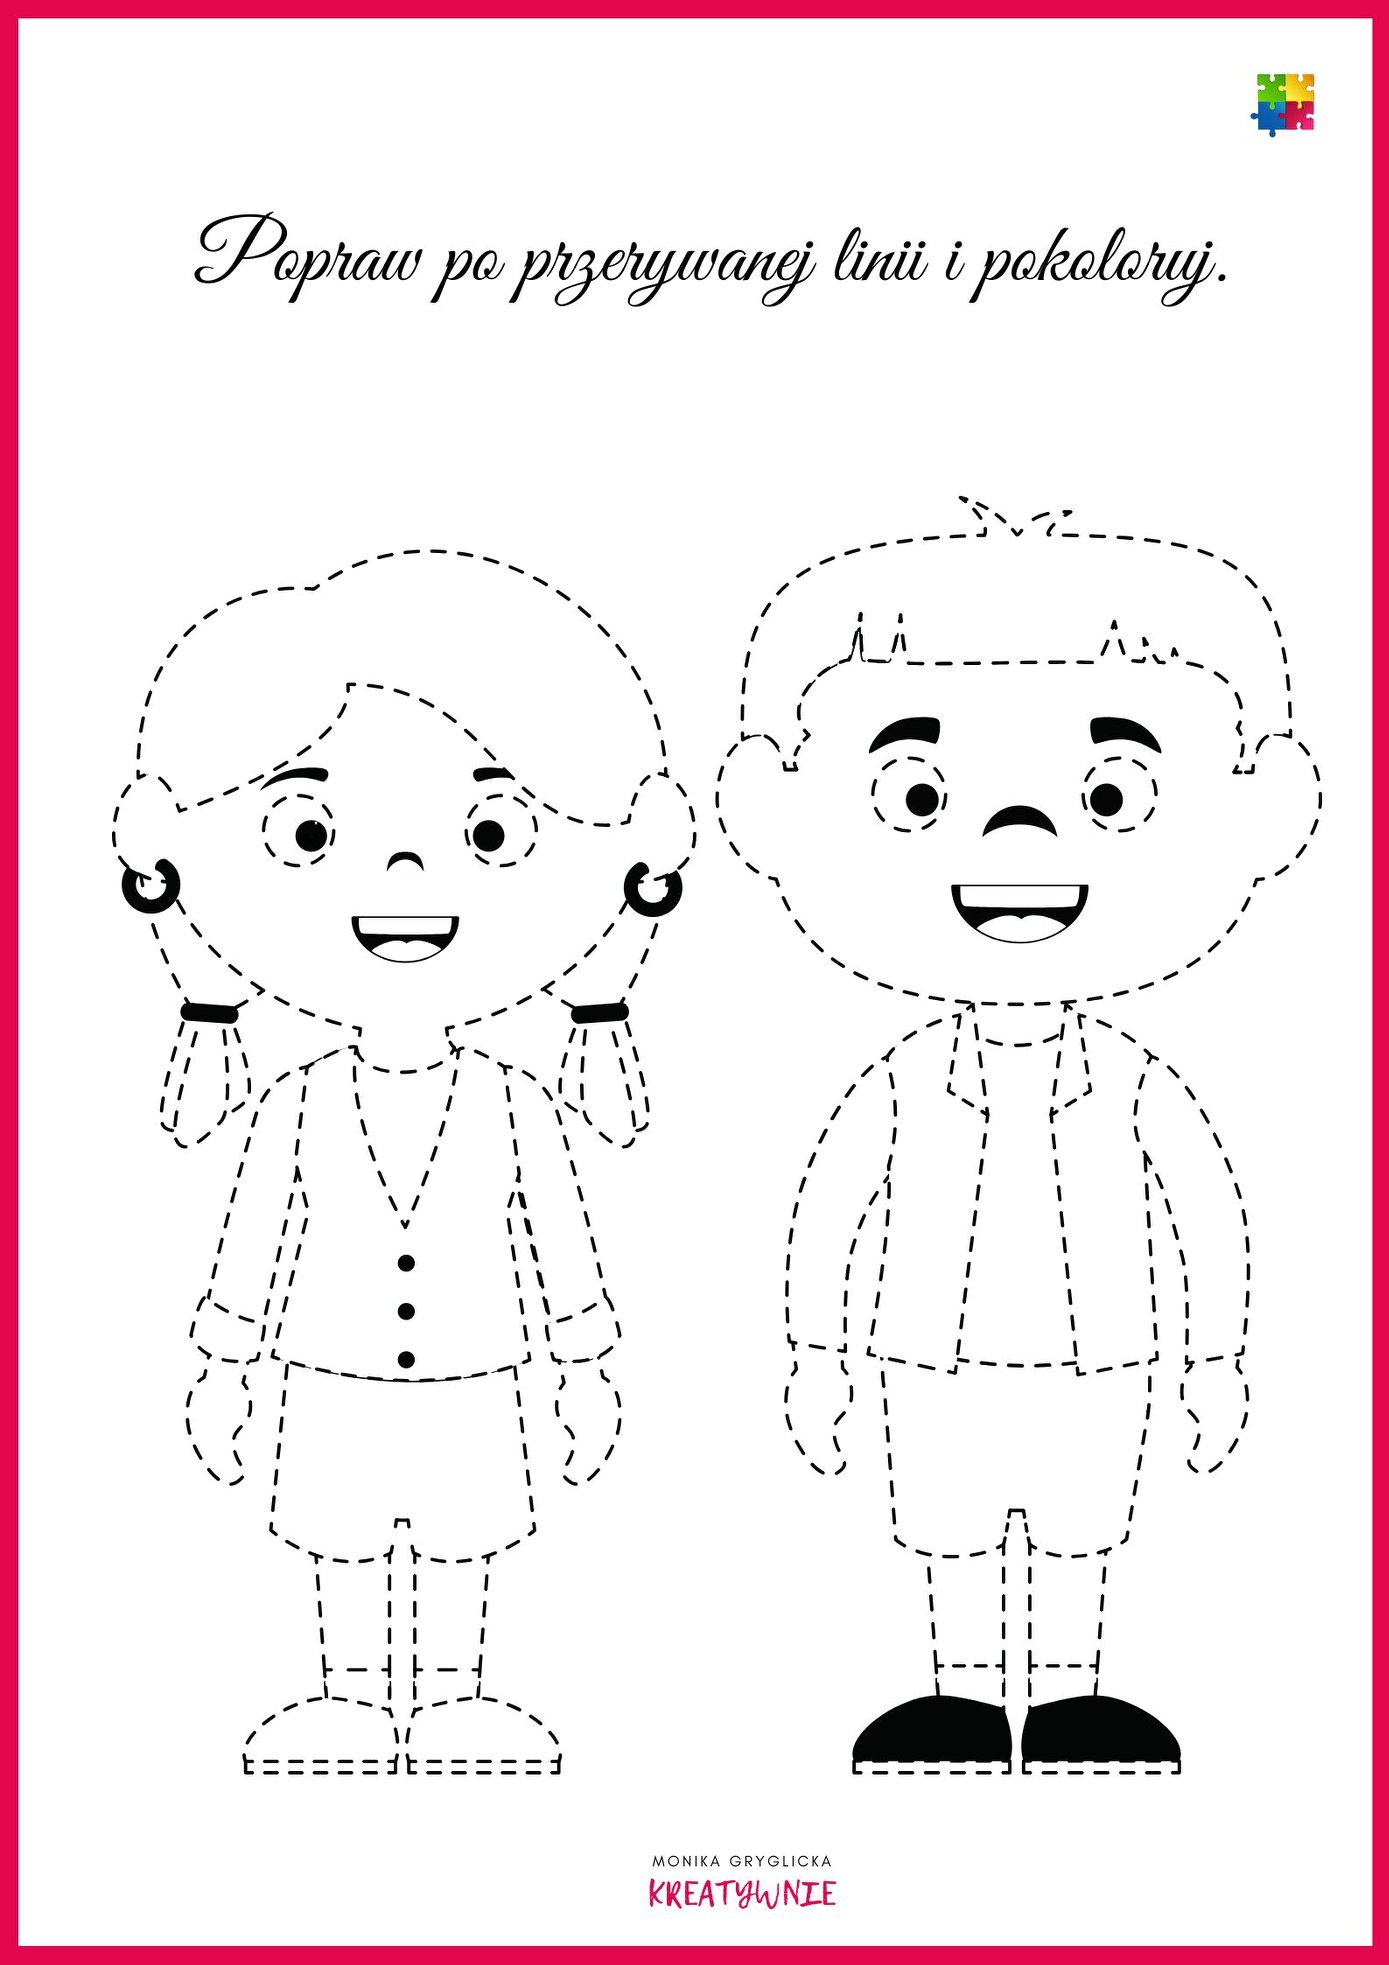 Popraw po przerywanej linii i pokoloruj.
MONIKA GRYGLICKA
KREATYWNIE